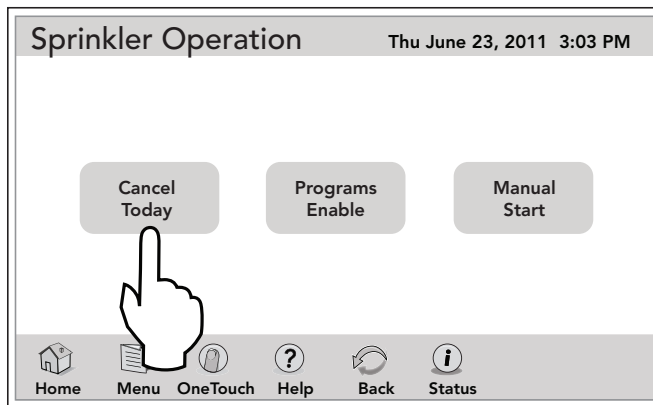 Sprinkler Operation Thu June 23, 2011 3:03 PM
Cancel Today
Programs Enable
Manual Start
? i
Home Menu OneTouch Help Back Status